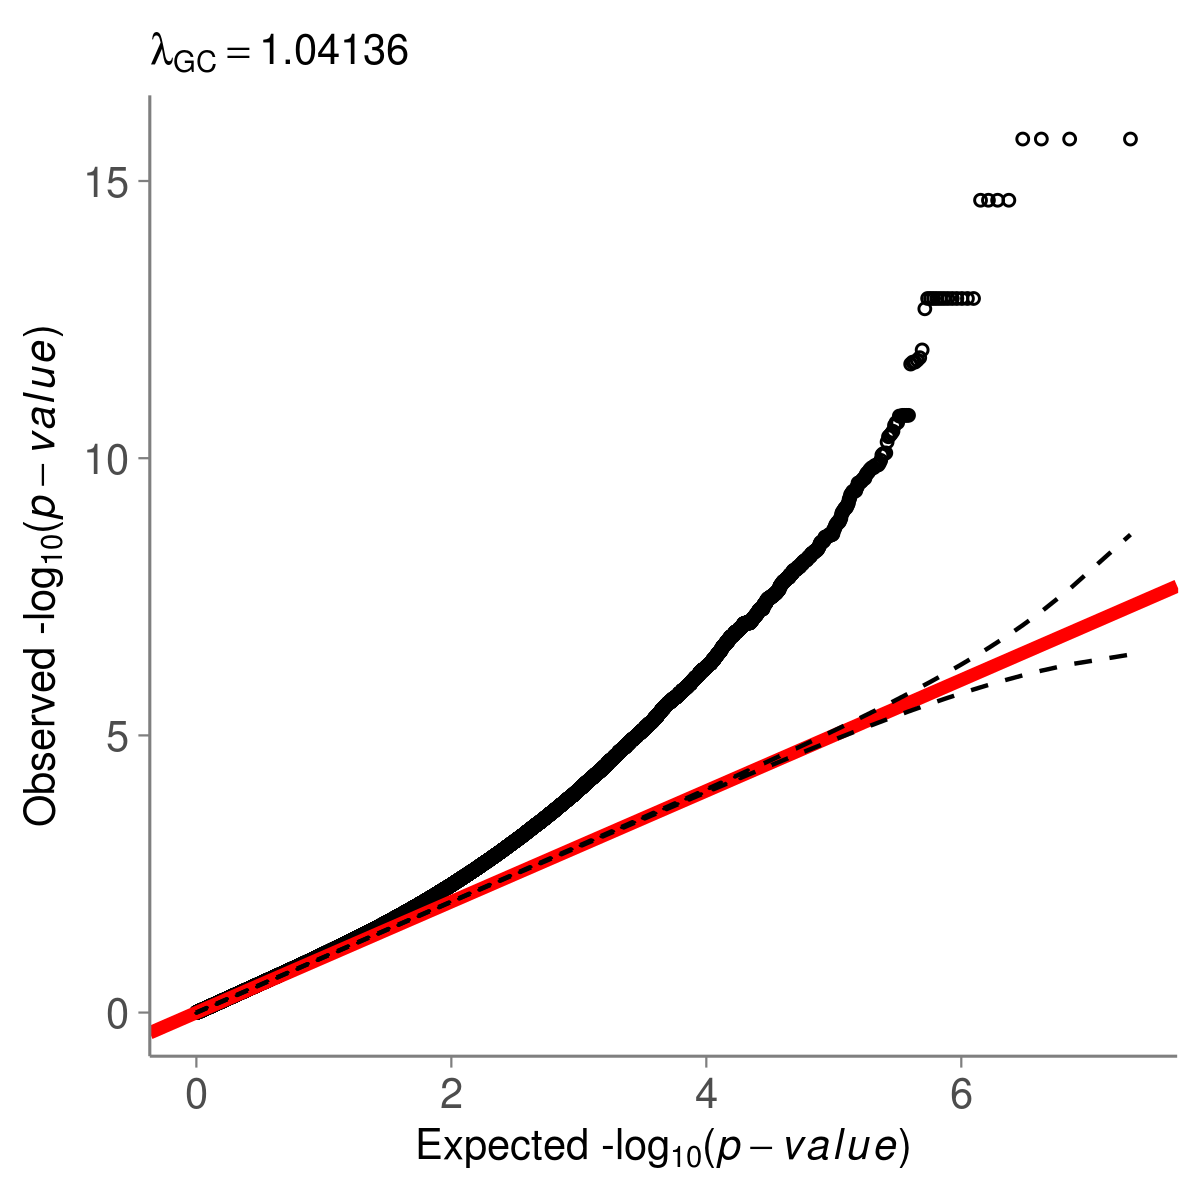 λGC = 1.04136
15
10
5
0
Observed -log10(p − value)
0 2 4 6
Expected -log10(p − value)